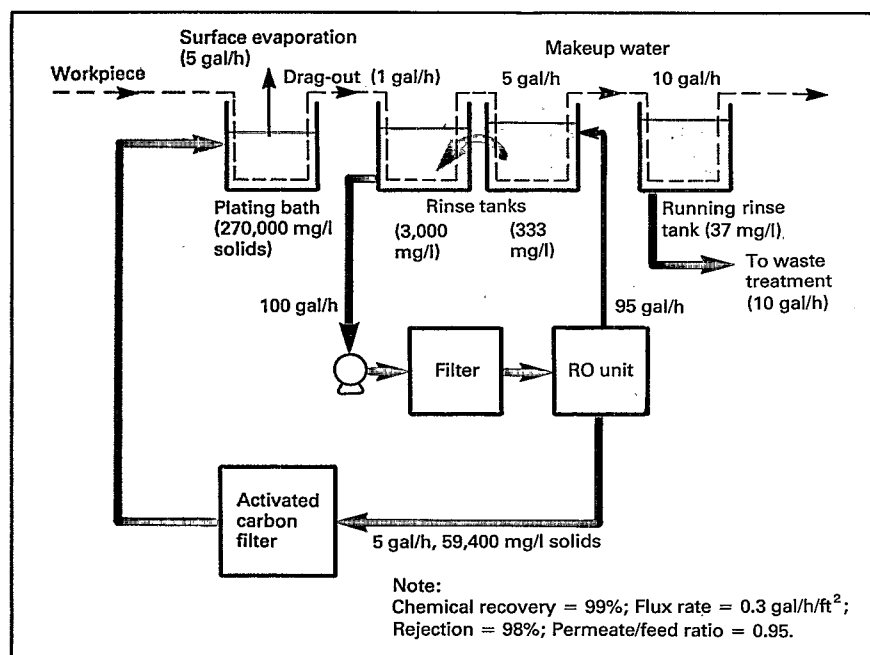 Surface evaporation
(5 gal/h)
Makeup water
Workpiece
Drag-out (1 gal/h)
5 gal/h
10 gal/h
Plating bath
(270,000 mg/l
solids)
Rinse tanks
(3,000
mg/l)
(333
mg/l)
Running rinse
tank (37 mg/l)
To waste
treatment
(10 gal/h)
100 gal/h
95 gal/h
Filter
RO unit
Activated
carbon
filter
5 gal/h, 59,400 mg/l solids
Note:
Chemical recovery = 99%; Flux rate = 0.3 gal/h/ft²;
Rejection = 98%; Permeate/feed ratio = 0.95.